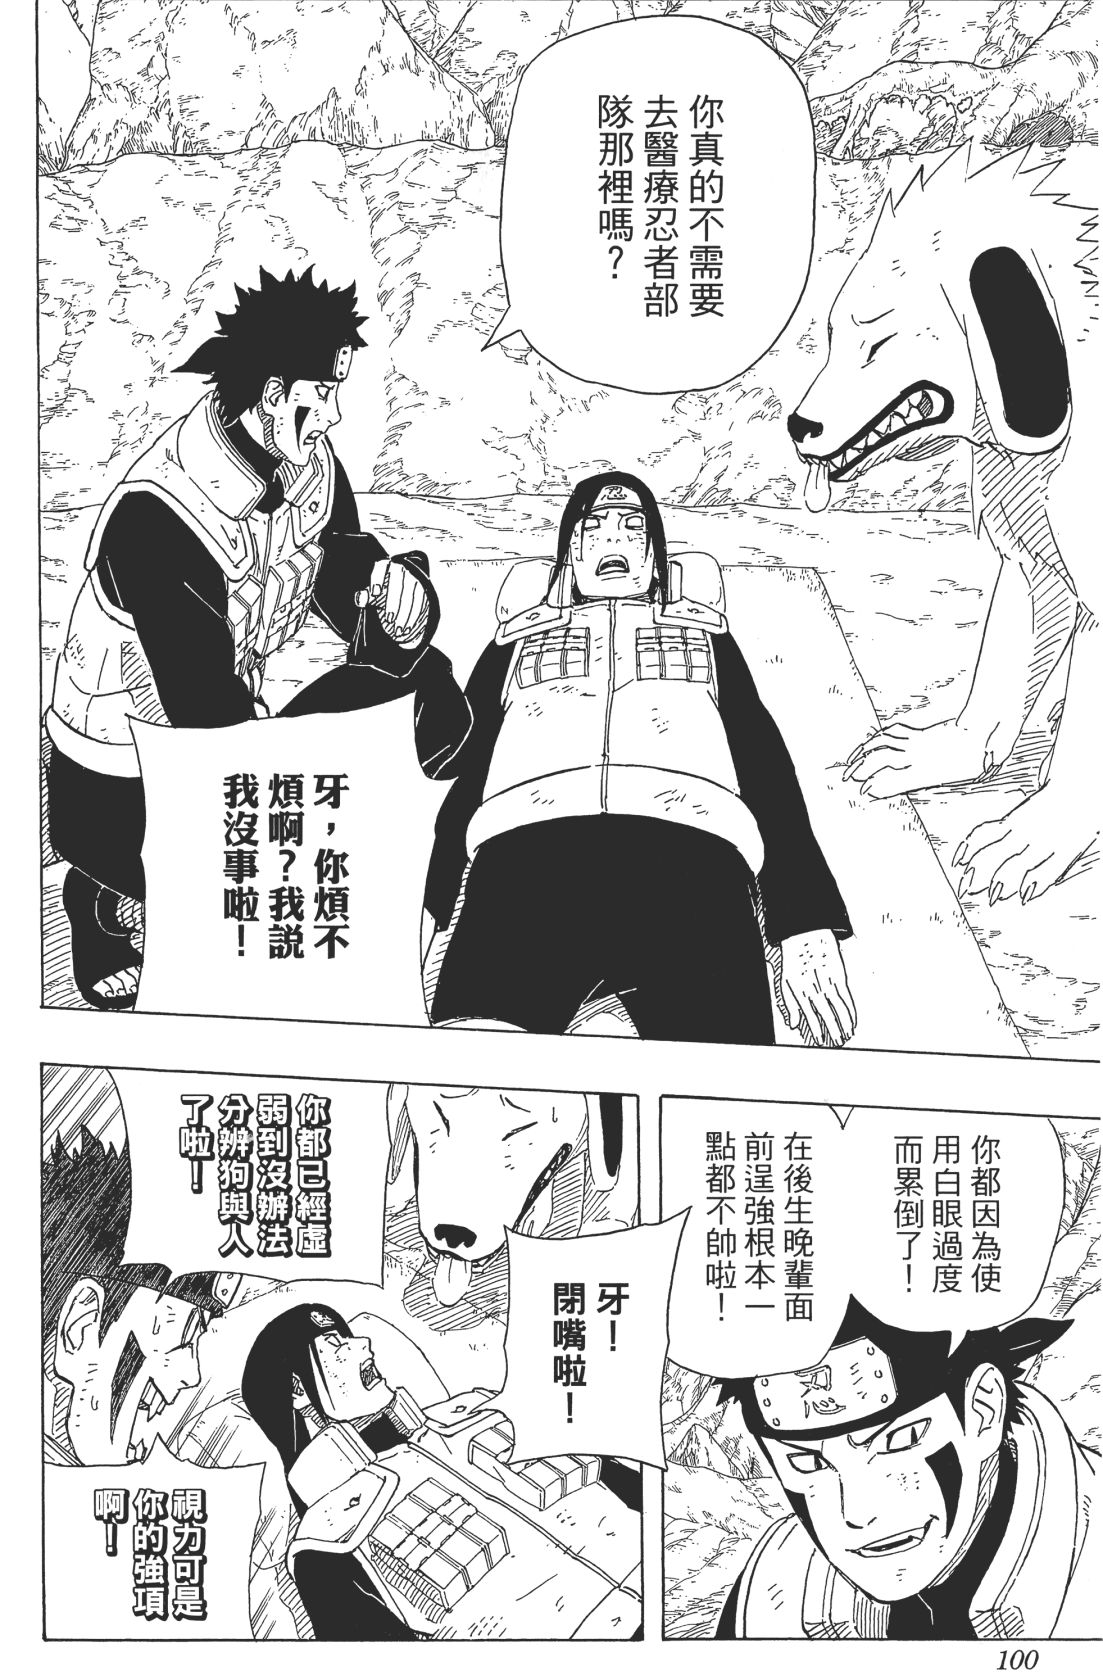 你真的不需要
去醫療忍者部
隊那裡嗎？
牙，你煩不
煩啊？我說
我沒事啦！
你都因為使
用白眼過度
而累倒了！
在後生晚輩面
前逞強根本一
點都不帥啦！
牙！
閉嘴啦！
你都已經虛
弱到沒辦法
分辨狗與人
了啦！
視力可是
你的強項
啊！
100